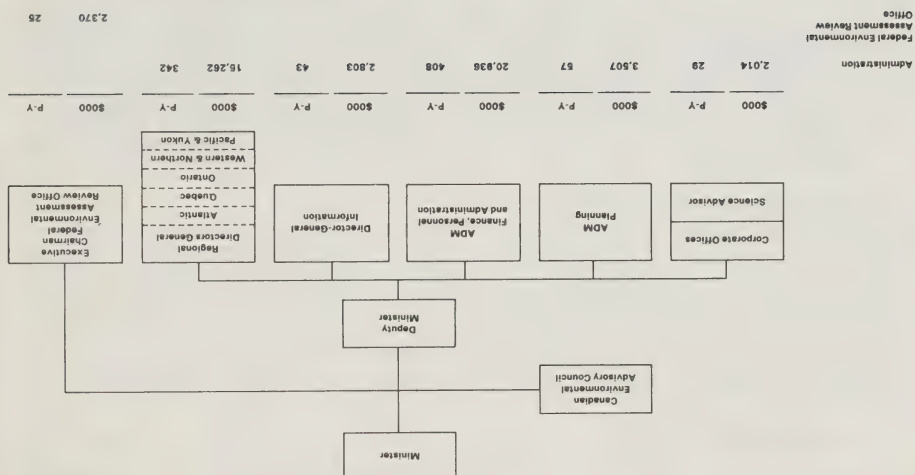 Minister
Canadian
Environmental
Advisory Council
Deputy
Minister
Corporate Offices
Science Advisor
ADM
Planning
ADM
Finance, Personnel
and Administration
Director-General
Information
Regional
Directors General
Atlantic
Quebec
Ontario
Western & Northern
Pacific & Yukon
Executive
Chairman
Federal
Environmental
Assessment
Review Office
$000 P-Y $000 P-Y $000 P-Y $000 P-Y $000 P-Y $000 P-Y
Administration 2,014 29 3,507 57 20,936 408 2,803 43 15,262 342
Federal Environmental
Assessment Review
Office 2,370 25